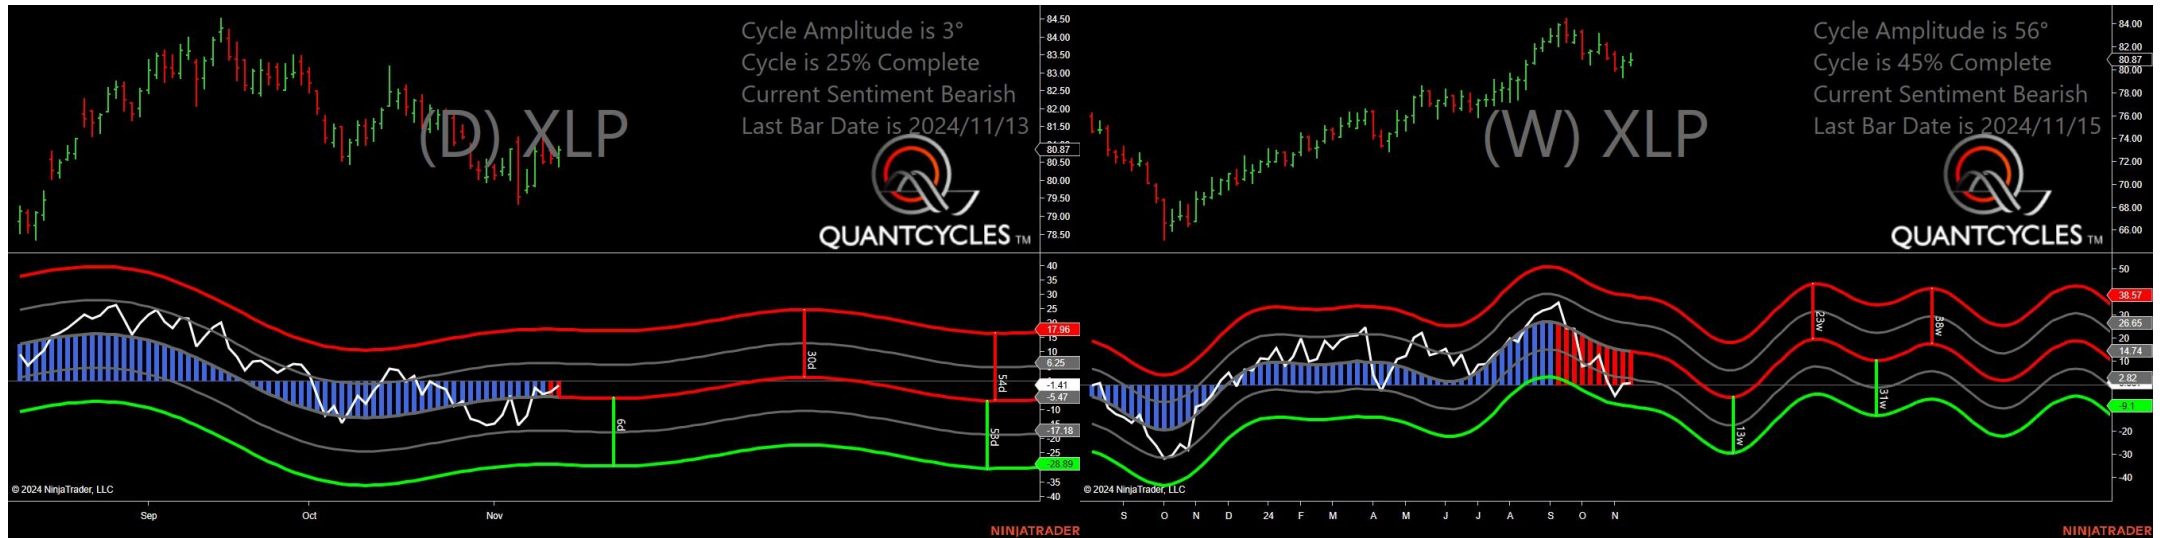 Cycle Amplitude is 3°
Cycle is 25% Complete
Current Sentiment Bearish
Last Bar Date is 2024/11/13
(D) XLP
QUANTCYCLES TM
84.50
84.00
83.50
83.00
82.50
82.00
81.50
80.87
80.50
80.00
79.50
79.00
78.50
40
35
30
25
17.96
15
10
6.25
-1.41
-5.47
-10
-17.18
-25
-28.89
-35
-40
6d
30d
53d
54d
© 2024 NinjaTrader, LLC
Sep
Oct
Nov
NINJATRADER
Cycle Amplitude is 56°
Cycle is 45% Complete
Current Sentiment Bearish
Last Bar Date is 2024/11/15
(W) XLP
QUANTCYCLES TM
84.00
82.00
80.87
80.00
78.00
76.00
74.00
72.00
70.00
68.00
66.00
50
38.57
30
26.65
14.74
10
2.82
-9.1
-20
-30
-40
13w
23w
31w
38w
© 2024 NinjaTrader, LLC
S O N D 24 F M A M J J A S O N
NINJATRADER